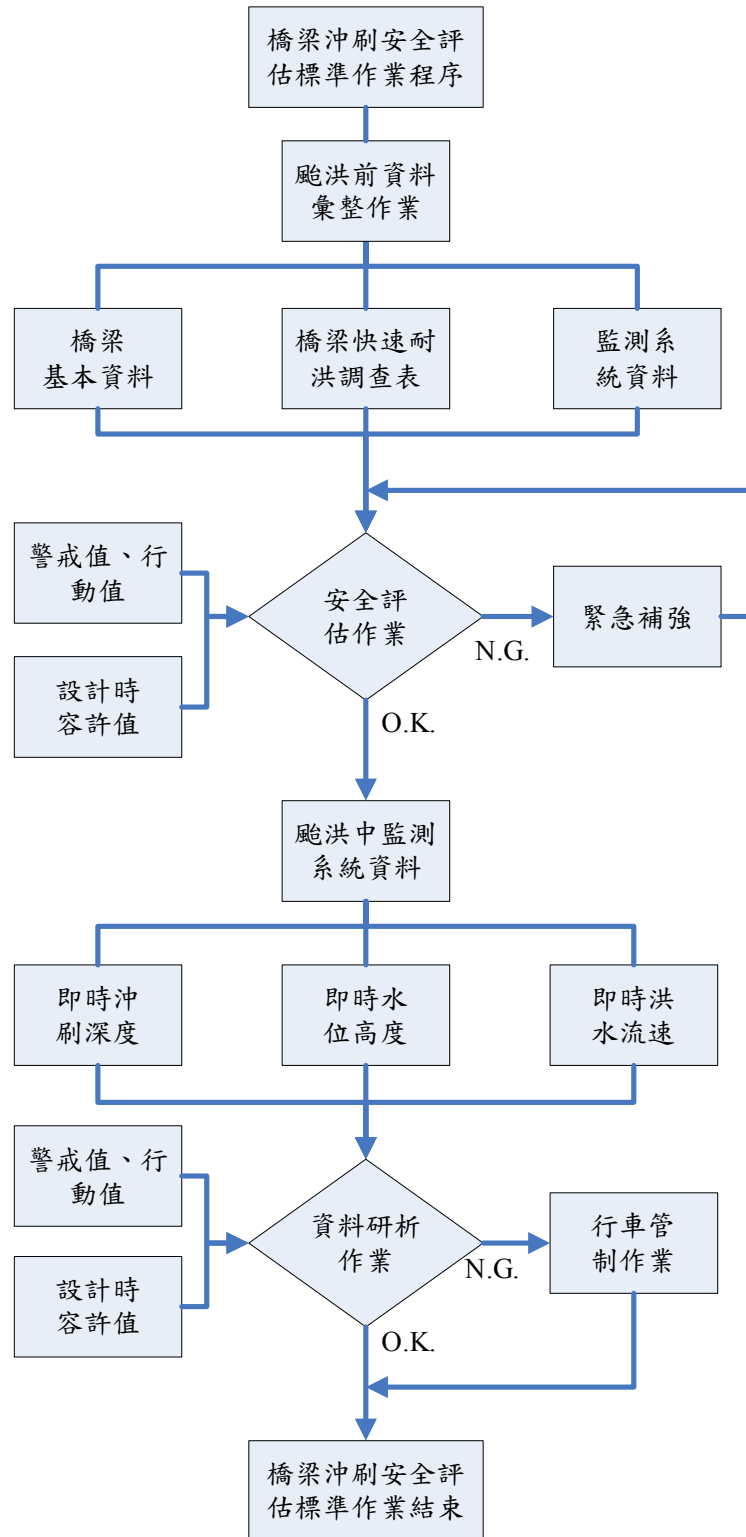 橋梁沖刷安全評
估標準作業程序
颱洪前資料
彙整作業
橋梁
基本資料
橋梁快速耐
洪調查表
監測系
統資料
警戒值、行
動值
設計時
容許值
安全評
估作業
N.G.
緊急補強
O.K.
颱洪中監測
系統資料
即時沖
刷深度
即時水
位高度
即時洪
水流速
警戒值、行
動值
設計時
容許值
資料研析
作業
N.G.
行車管
制作業
O.K.
橋梁沖刷安全評
估標準作業結束